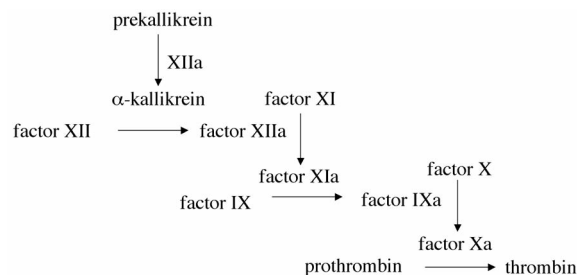 prekallikrein
XIIa
α-kallikrein
factor XI
factor XII
factor XIIa
factor XIa
factor X
factor IX
factor IXa
factor Xa
prothrombin
thrombin